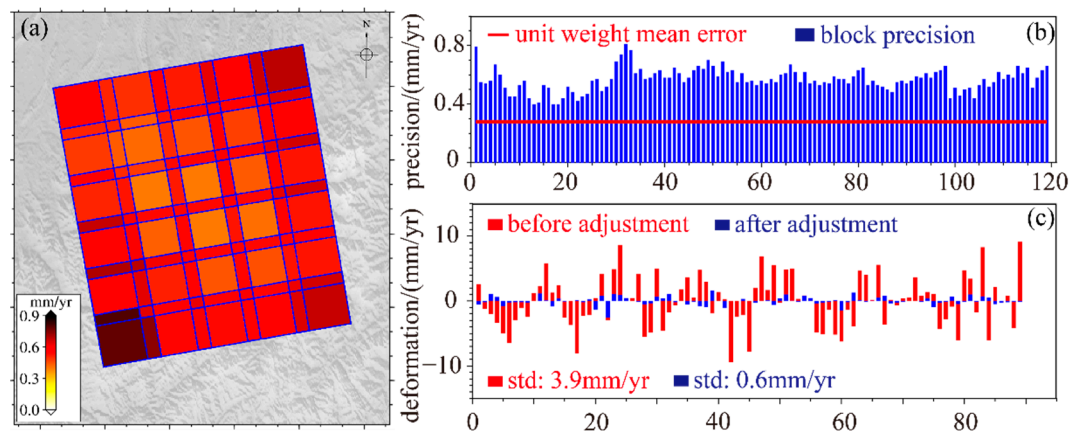 (a)
N
mm/yr
0.9
0.6
0.3
0.0
precision/(mm/yr)
unit weight mean error
block precision
(b)
0.8
0.4
0
0
20
40
60
80
100
120
deformation/(mm/yr)
before adjustment
after adjustment
(c)
10
0
−10
std: 3.9mm/yr
std: 0.6mm/yr
0
20
40
60
80